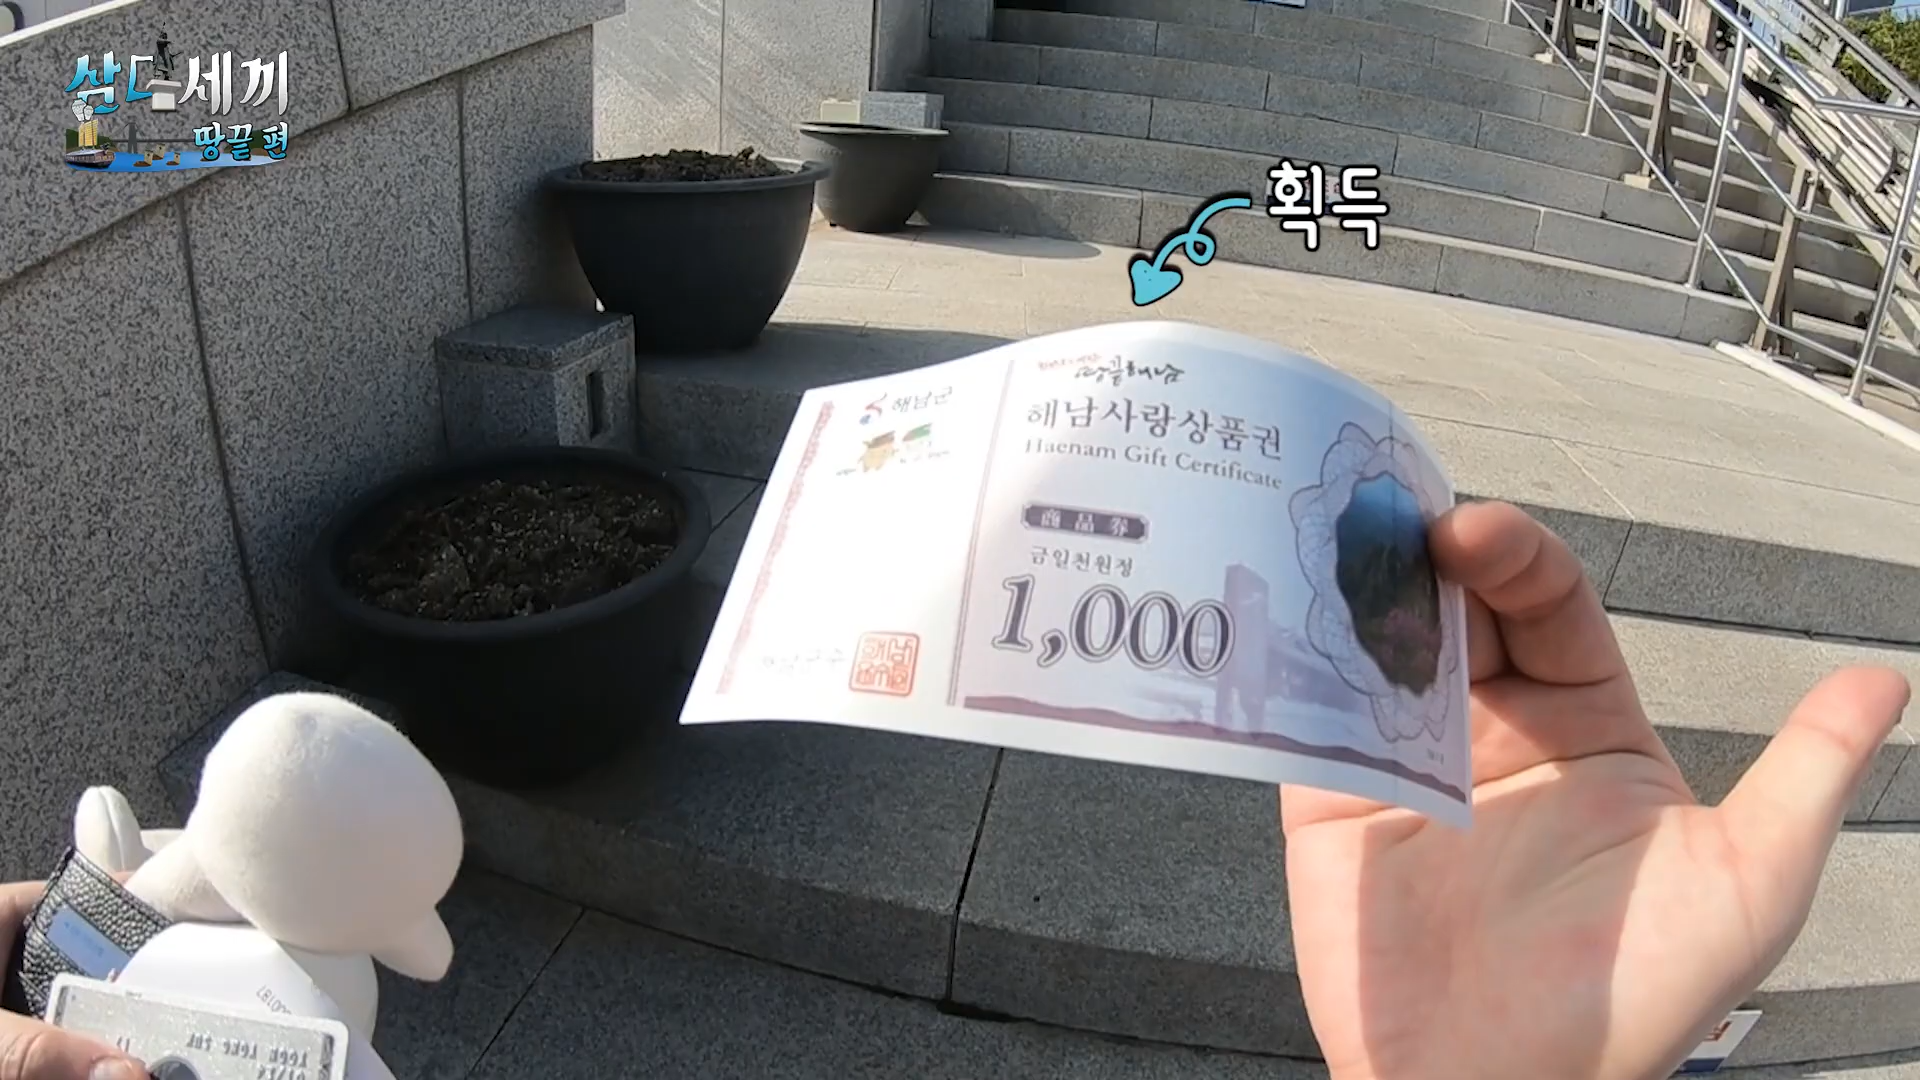 삼다세끼
땅끝 편
획득
해남군
땅끝해남
해남사랑상품권
Haenam Gift Certificate
商品券
금일천원정
1,000